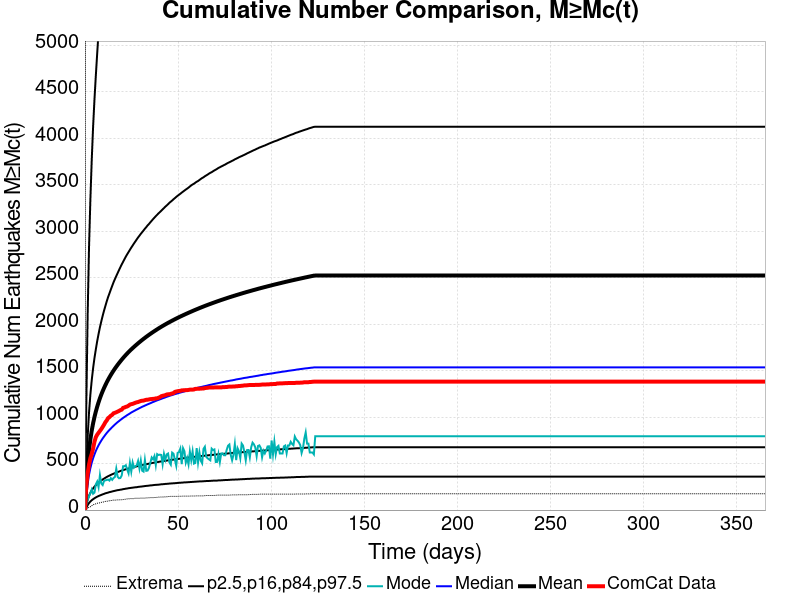 Cumulative Number Comparison, M≥Mc(t)
Cumulative Num Earthquakes M≥Mc(t)
5000
4500
4000
3500
3000
2500
2000
1500
1000
500
0
0 50 100 150 200 250 300 350
Time (days)
Extrema p2.5,p16,p84,p97.5 Mode Median Mean ComCat Data